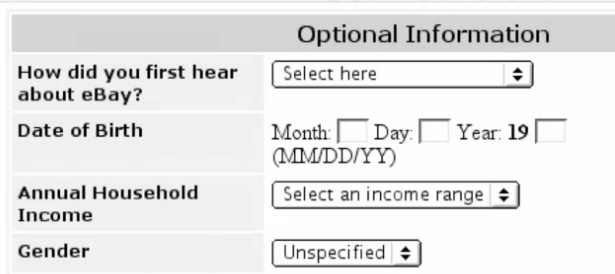 Optional Information
How did you first hear
about eBay?
Select here
Date of Birth
Month: Day: Year: 19
(MM/DD/YY)
Annual Household
Income
Select an income range
Gender
Unspecified